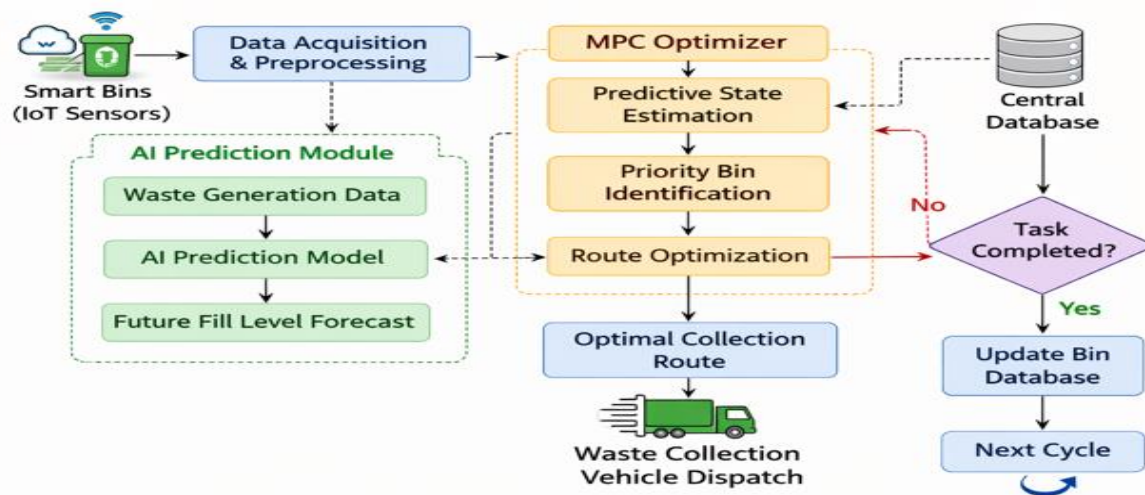 Smart Bins
(IoT Sensors)
Data Acquisition
& Preprocessing
AI Prediction Module
Waste Generation Data
AI Prediction Model
Future Fill Level Forecast
MPC Optimizer
Predictive State
Estimation
Priority Bin
Identification
Route Optimization
Optimal Collection
Route
Waste Collection
Vehicle Dispatch
Central
Database
No
Task
Completed?
Yes
Update Bin
Database
Next Cycle